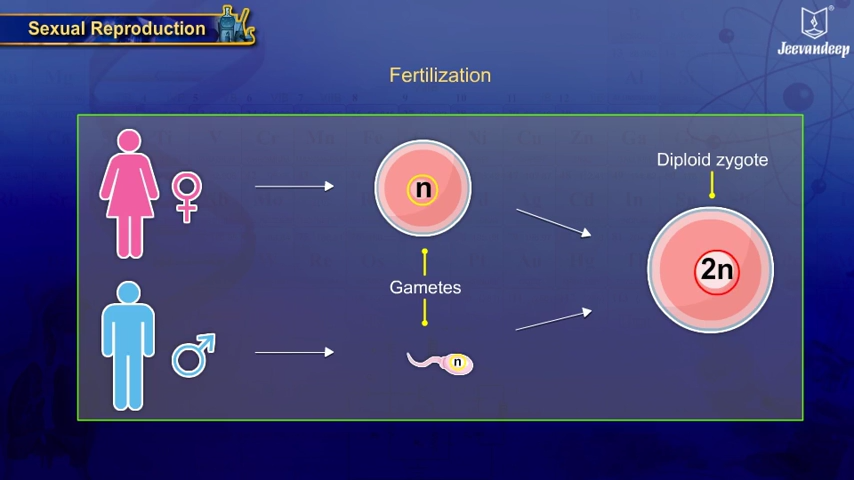 Sexual Reproduction
Jeevandeep
Fertilization
n
Diploid zygote
2n
Gametes
n